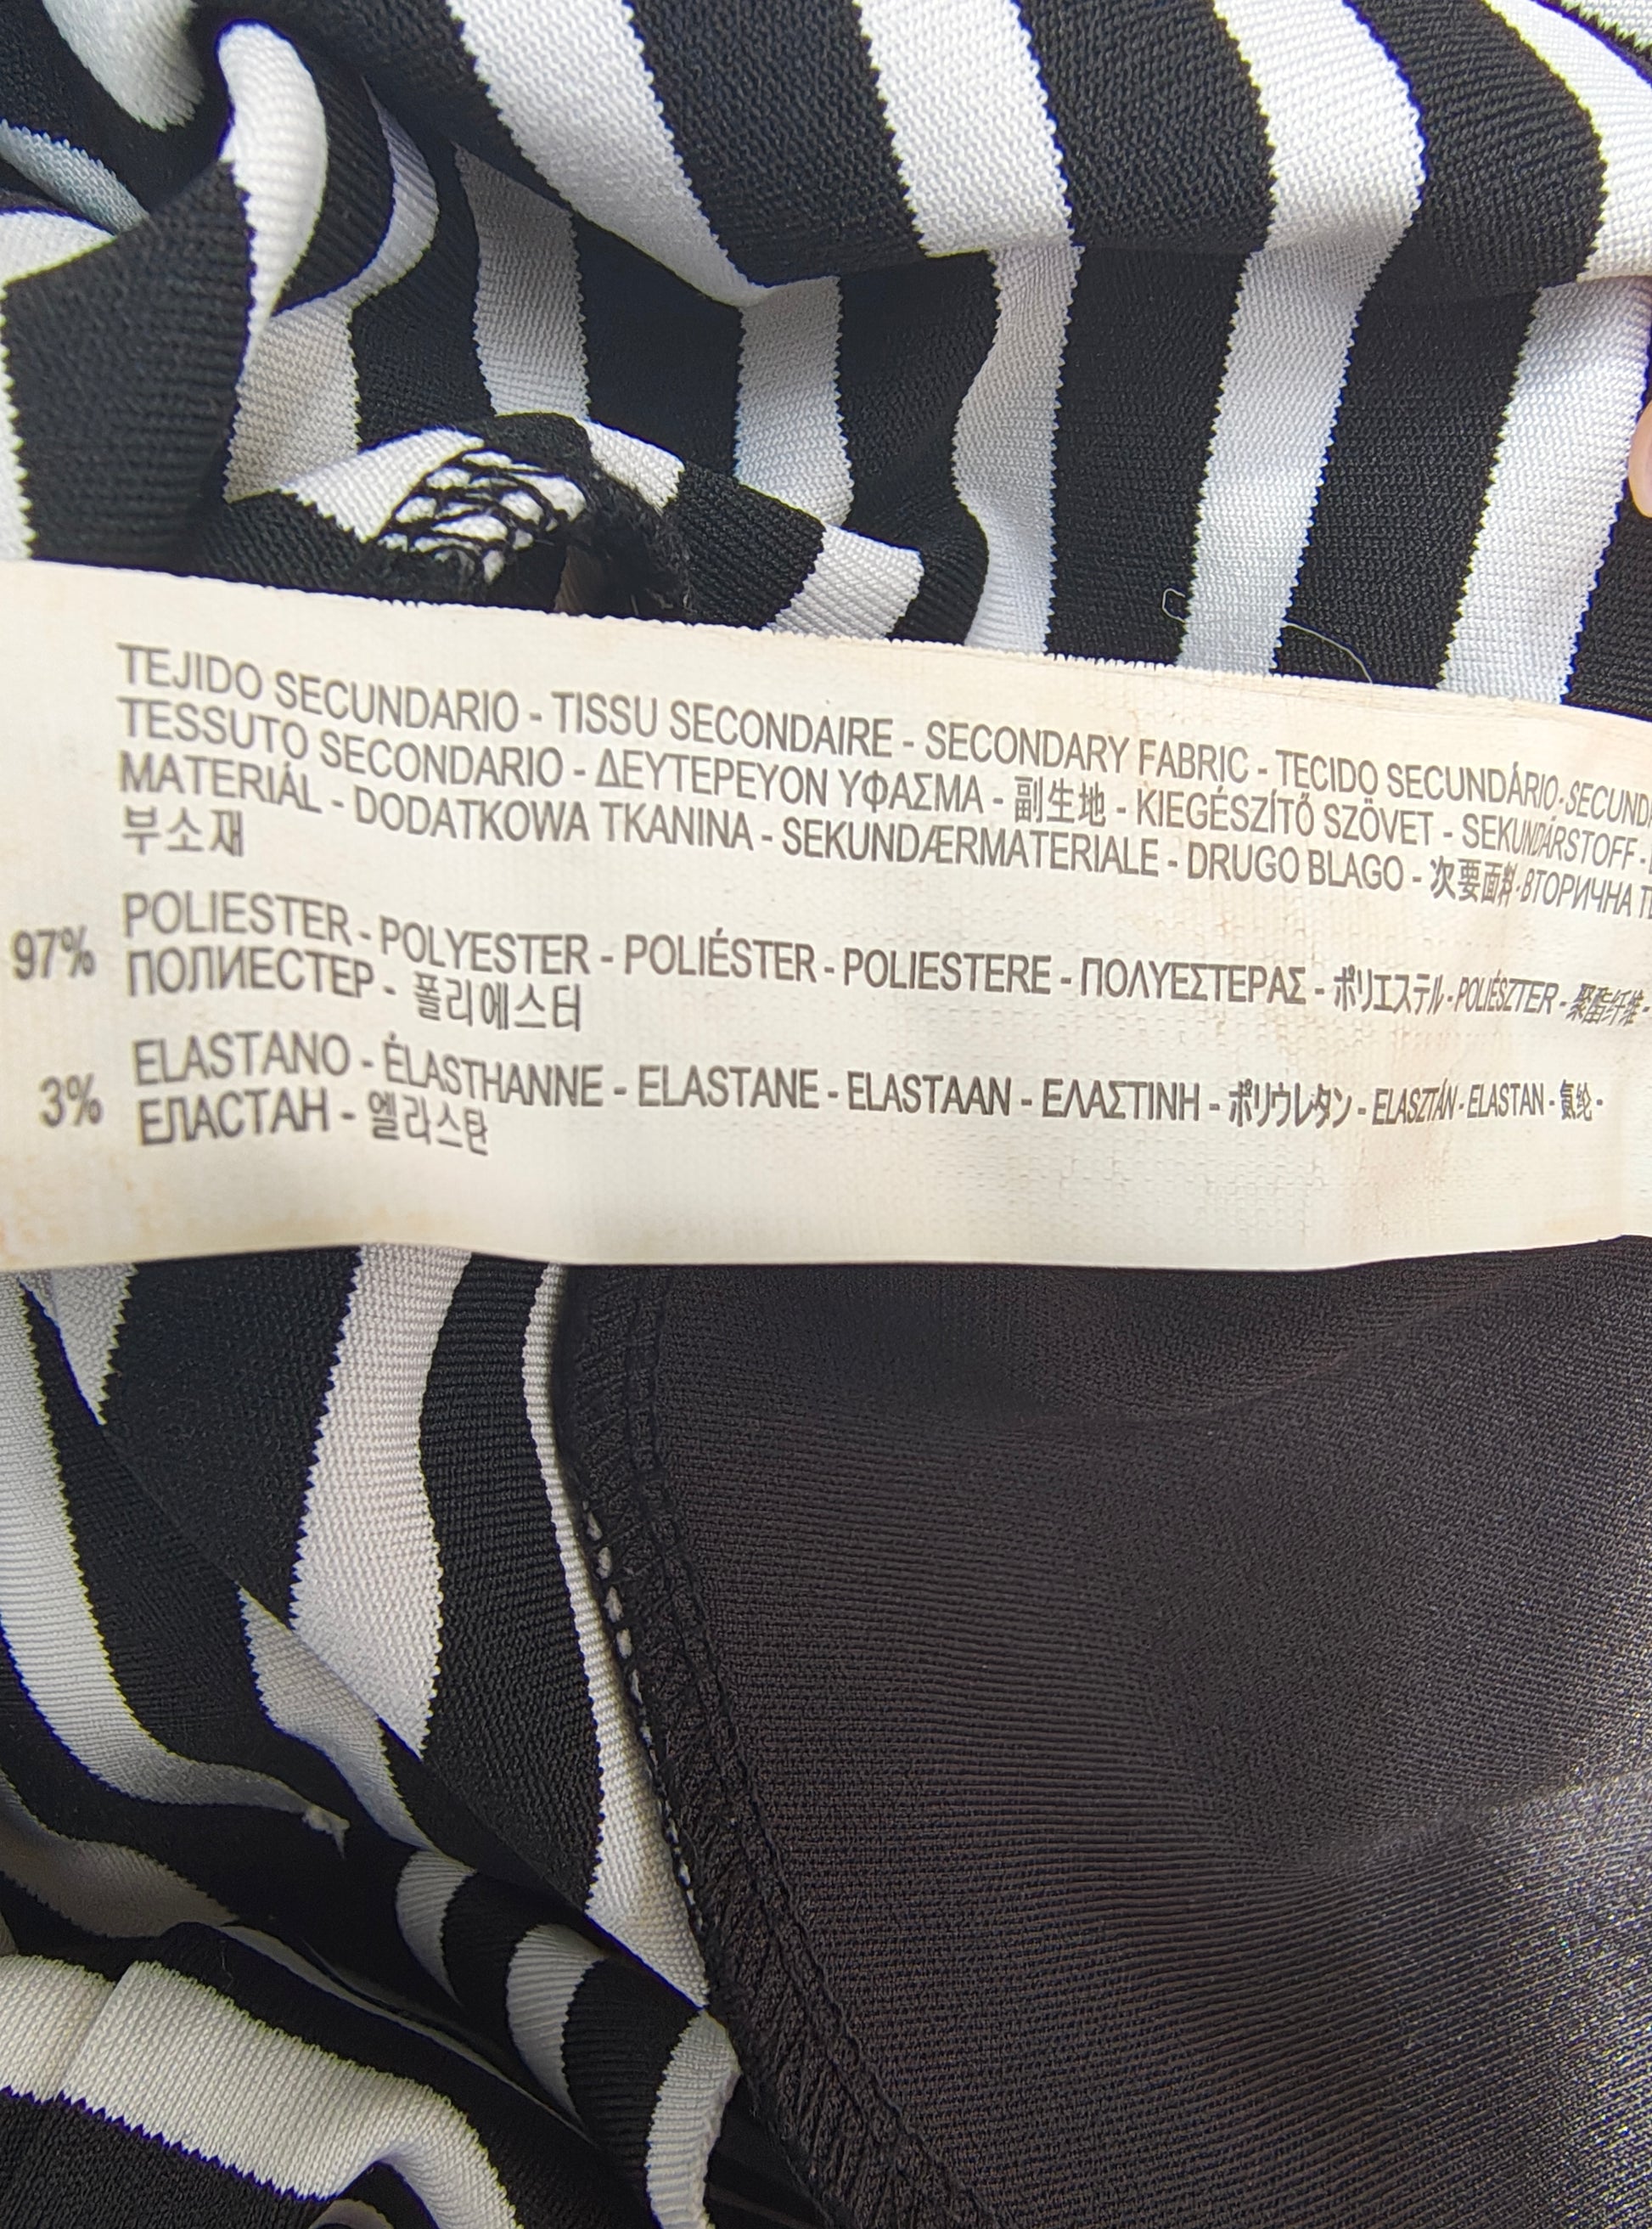 TEJIDO SECUNDARIO - TISSU SECONDAIRE - SECONDARY FABRIC - TECIDO SECUNDÁRIO -
TESSUTO SECONDARIO - ΔΕΥΤΕΡΕΥΟΝ ΥΦΑΣΜΑ - 副生地 - KIEGÉSZÍTŐ SZÖVET - SEKUNDÁRSTOFF -
MATERIÁL - DODATKOWA TKANINA - SEKUNDÆRMATERIALE - DRUGO BLAGO - 次要面料 - ВТОРИЧНА
부소재
97% POLIESTER - POLYESTER - POLIÉSTER - POLIESTERE - ΠΟΛΥΕΣΤΕΡΑΣ - ポリエステル - POLIÉSZTER - 聚酯纤维 -
ПОЛИЕСТЕР - 폴리에스터
3% ELASTANO - ÉLASTHANNE - ELASTANE - ELASTAAN - ΕΛΑΣΤΙΝΗ - ポリウレタン - ELASZTÁN - ELASTAN - 氨纶 -
ЕЛАСТАН - 엘라스탄